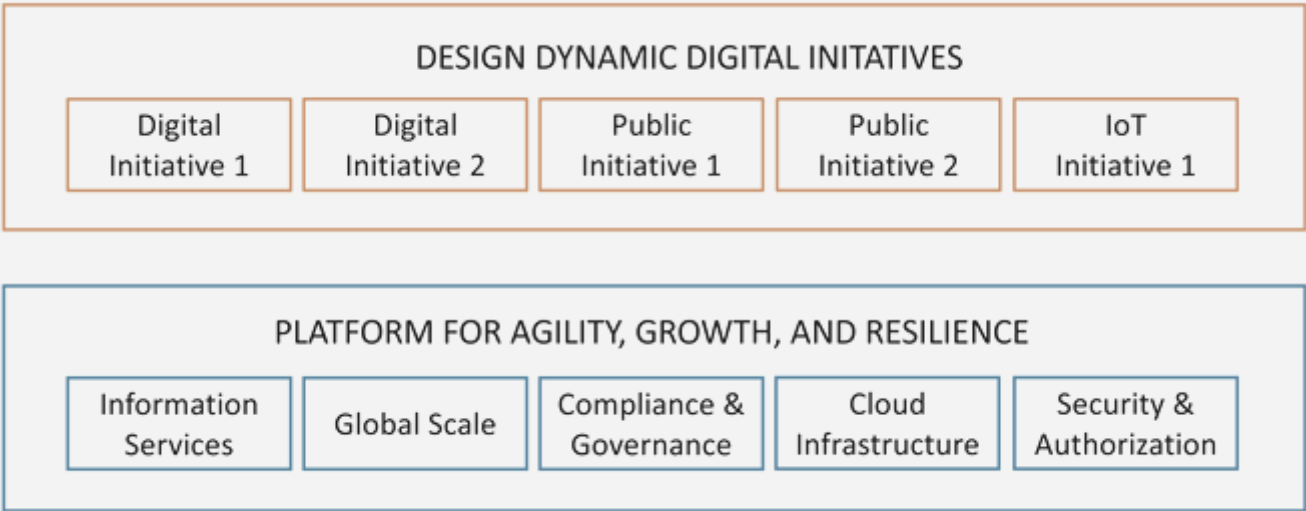 DESIGN DYNAMIC DIGITAL INITATIVES
Digital
Initiative 1
Digital
Initiative 2
Public
Initiative 1
Public
Initiative 2
IoT
Initiative 1
PLATFORM FOR AGILITY, GROWTH, AND RESILIENCE
Information
Services
Global Scale
Compliance &
Governance
Cloud
Infrastructure
Security &
Authorization